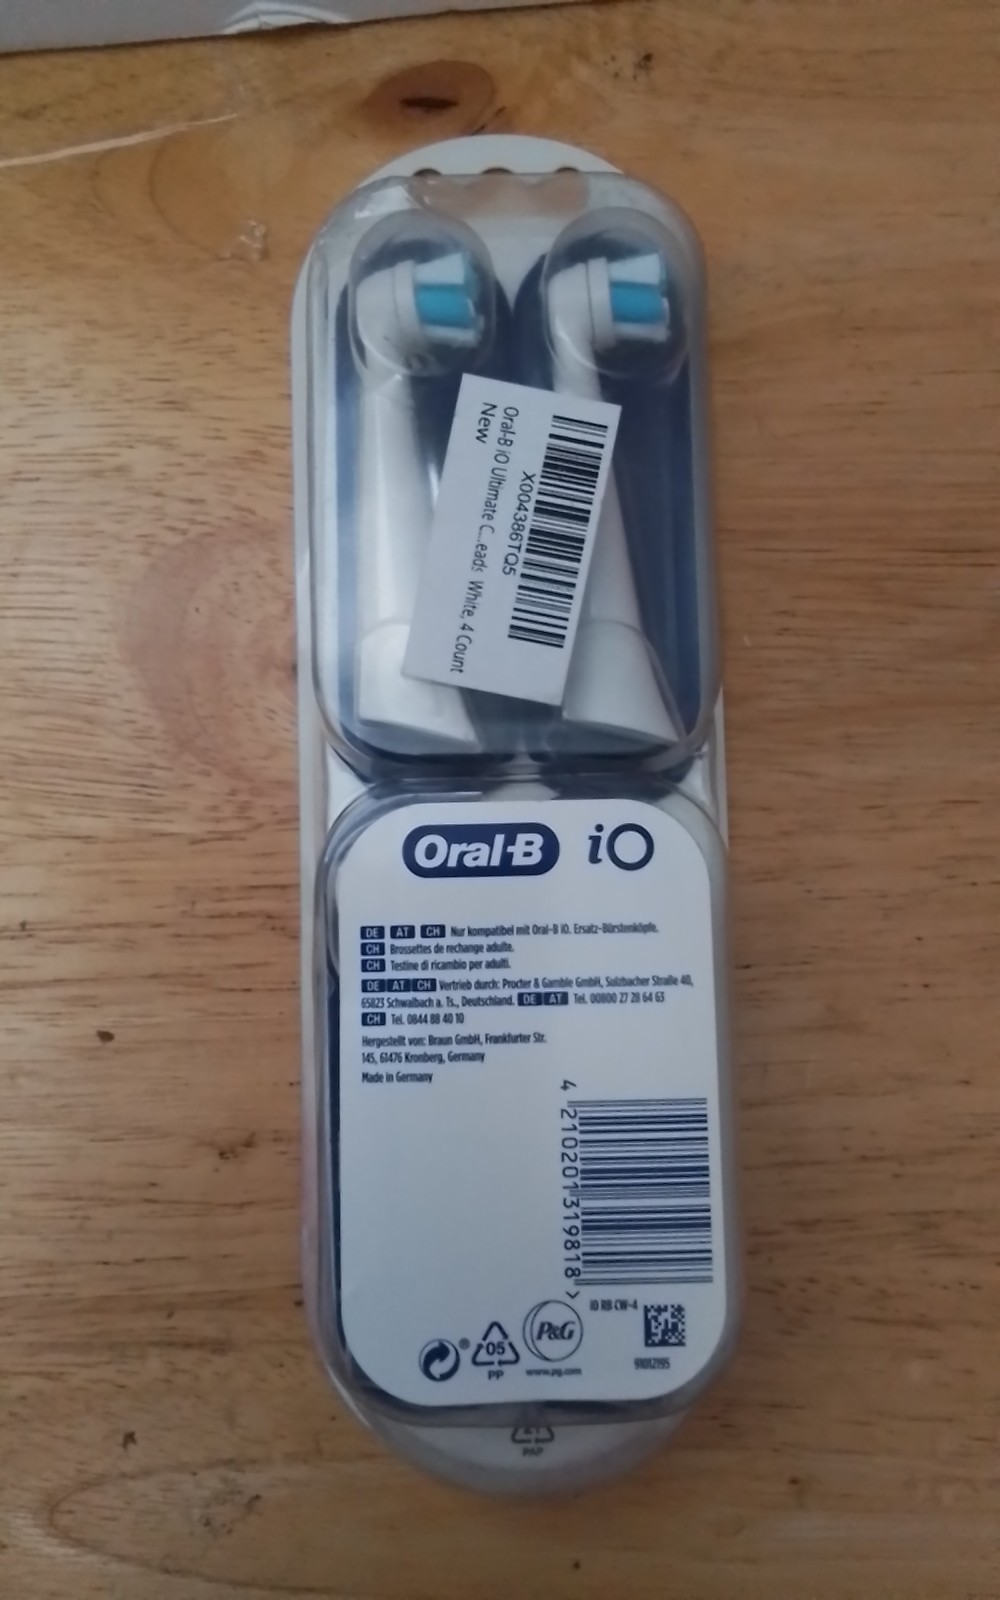 Oral-B iO Ultimate C...eads, White, 4 Count
New
X004386TQ5
Oral-B iO
DE AT CH Nur kompatibel mit Oral-B iO. Ersatz-Bürstenköpfe.
CH Brossettes de rechange adulte.
CH Testine di ricambio per adulti.
DE AT CH Vertrieb durch: Procter & Gamble GmbH, Sulzbacher Straße 40,
65823 Schwalbach a. Ts., Deutschland. DE AT Tel. 00800 27 28 64 63
CH Tel. 0844 88 40 10
Hergestellt von: Braun GmbH, Frankfurter Str.
145, 61476 Kronberg, Germany
Made in Germany
4 210201 319818 >
iO RB CW-4
P&G
www.pg.com
05
PP
91012195
PAP